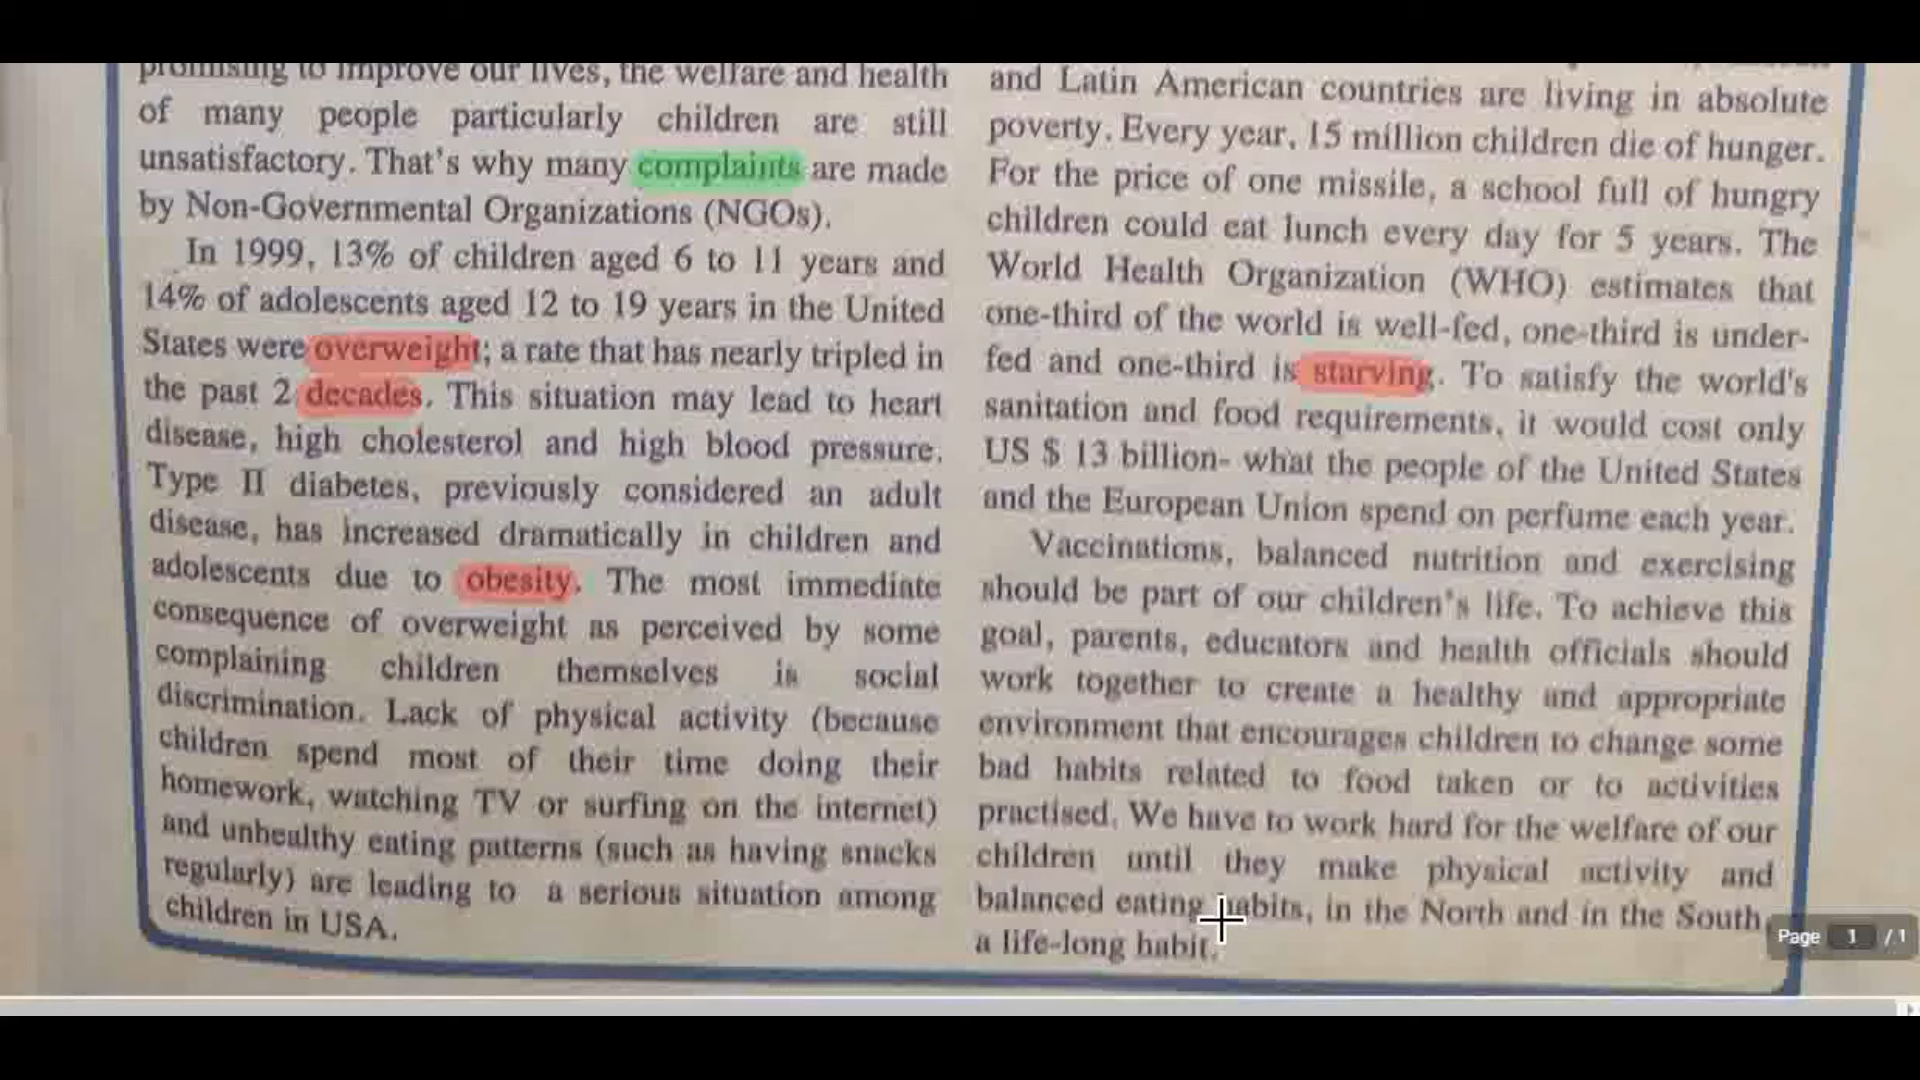 promising to improve our lives, the welfare and health
of many people particularly children are still
unsatisfactory. That's why many complaints are made
by Non-Governmental Organizations (NGOs).
In 1999, 13% of children aged 6 to 11 years and
14% of adolescents aged 12 to 19 years in the United
States were overweight; a rate that has nearly tripled in
the past 2 decades. This situation may lead to heart
disease, high cholesterol and high blood pressure.
Type II diabetes, previously considered an adult
disease, has increased dramatically in children and
adolescents due to obesity. The most immediate
consequence of overweight as perceived by some
complaining children themselves is social
discrimination. Lack of physical activity (because
children spend most of their time doing their
homework, watching TV or surfing on the internet)
and unhealthy eating patterns (such as having snacks
regularly) are leading to a serious situation among
children in USA.
and Latin American countries are living in absolute
poverty. Every year, 15 million children die of hunger.
For the price of one missile, a school full of hungry
children could eat lunch every day for 5 years. The
World Health Organization (WHO) estimates that
one-third of the world is well-fed, one-third is under-
fed and one-third is starving. To satisfy the world's
sanitation and food requirements, it would cost only
US $ 13 billion- what the people of the United States
and the European Union spend on perfume each year.
Vaccinations, balanced nutrition and exercising
should be part of our children's life. To achieve this
goal, parents, educators and health officials should
work together to create a healthy and appropriate
environment that encourages children to change some
bad habits related to food taken or to activities
practised. We have to work hard for the welfare of our
children until they make physical activity and
balanced eating habits, in the North and in the South,
a life-long habit.
Page 1 / 1